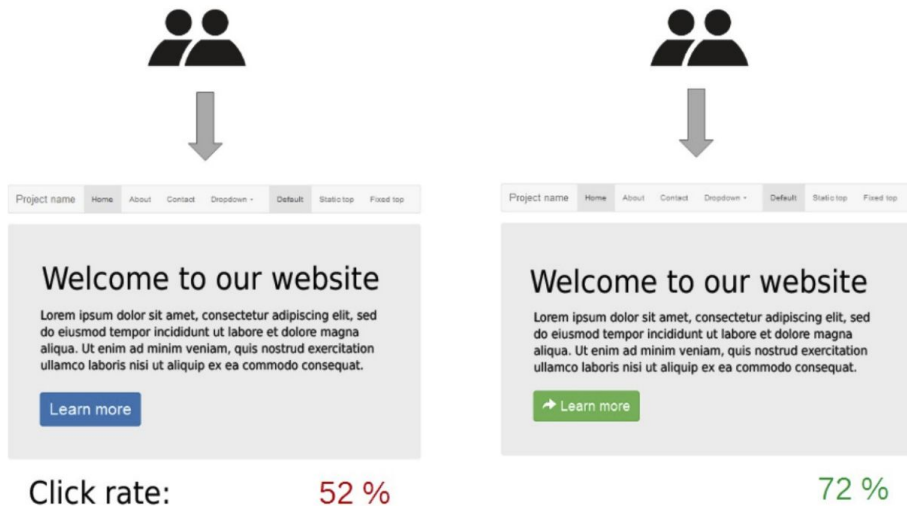 Project name Home About Contact Dropdown Default Static top Fixed top
Welcome to our website
Lorem ipsum dolor sit amet, consectetur adipiscing elit, sed
do eiusmod tempor incididunt ut labore et dolore magna
aliqua. Ut enim ad minim veniam, quis nostrud exercitation
ullamco laboris nisi ut aliquip ex ea commodo consequat.
Learn more
Click rate: 52 %
Project name Home About Contact Dropdown Default Static top Fixed top
Welcome to our website
Lorem ipsum dolor sit amet, consectetur adipiscing elit, sed
do eiusmod tempor incididunt ut labore et dolore magna
aliqua. Ut enim ad minim veniam, quis nostrud exercitation
ullamco laboris nisi ut aliquip ex ea commodo consequat.
Learn more
72 %